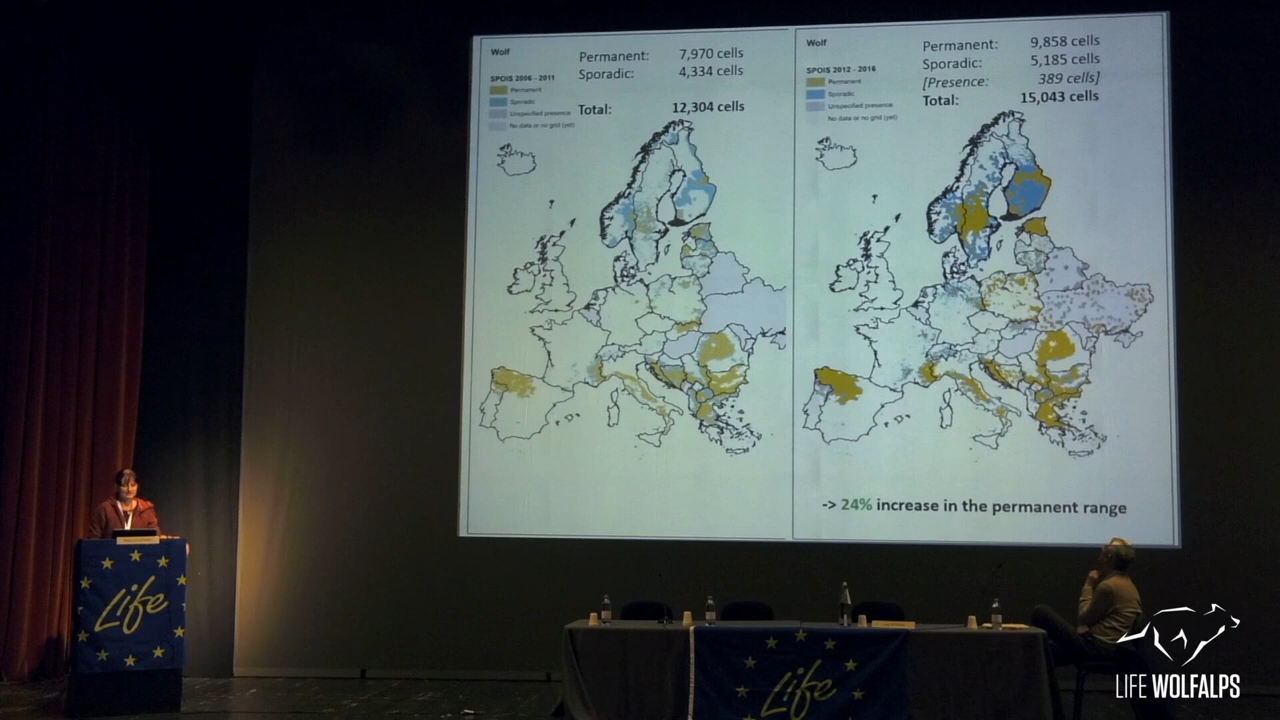 Wolf
Permanent: 7,970 cells
Sporadic: 4,334 cells
SPOIS 2006 - 2011
Permanent
Sporadic
Unspecified presence
No data or no grid (yet)
Total: 12,304 cells
Wolf
Permanent: 9,858 cells
Sporadic: 5,185 cells
[Presence: 389 cells]
Total: 15,043 cells
SPOIS 2012 - 2016
Permanent
Sporadic
Unspecified presence
No data or no grid (yet)
-> 24% increase in the permanent range
Life
Life
LIFE WOLFALPS